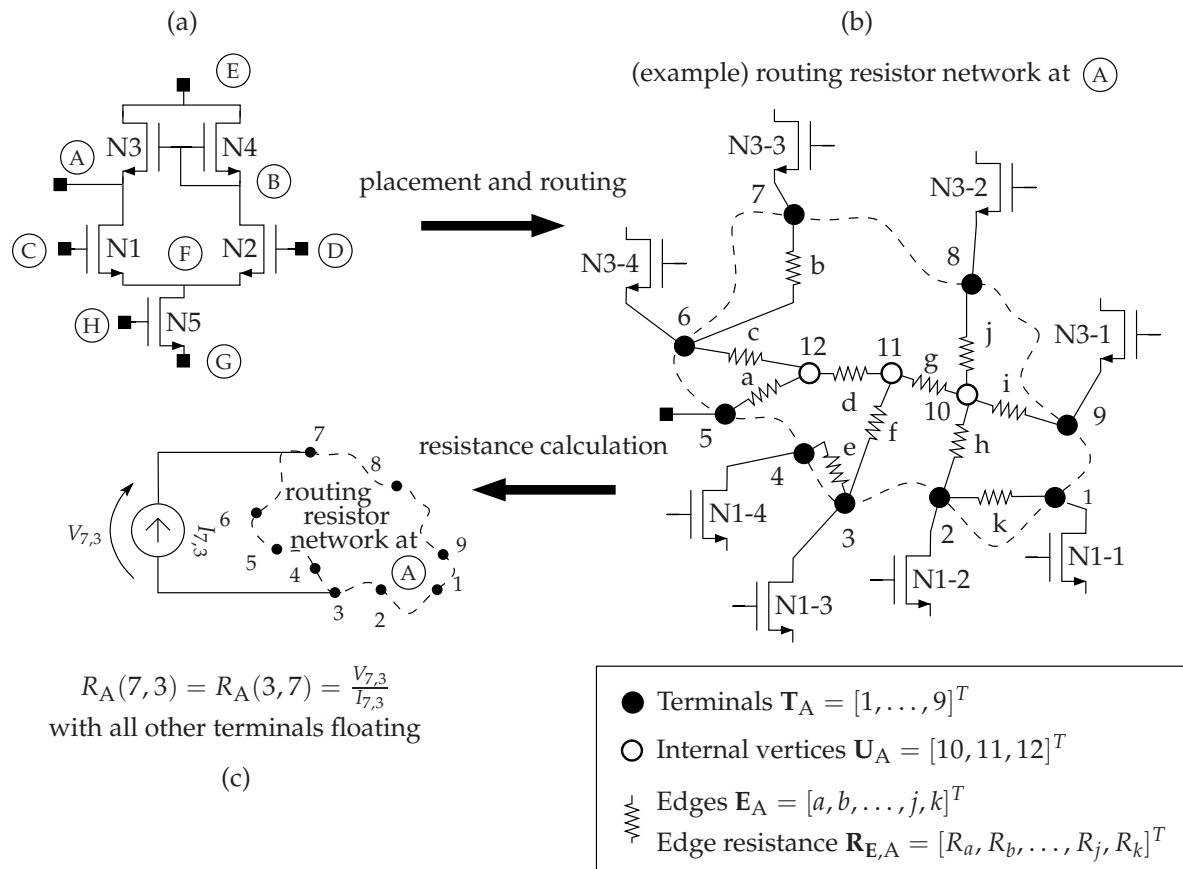 (a)
E
N3
N4
A
B
C
N1
F
N2
D
H
N5
G
placement and routing
(b)
(example) routing resistor network at A
N3-3
N3-2
7
b
N3-4
8
6
c
12
11
j
N3-1
a
g
i
d
10
9
5
f
h
4
e
N1-4
3
2
k
1
N1-3
N1-2
N1-1
resistance calculation
7
8
routing
resistor
network at
A
6
5
4
3
2
1
9
V7,3
I7,3
RA(7, 3) = RA(3, 7) = V7,3/I7,3
with all other terminals floating
(c)
Terminals TA = [1, . . . , 9]^T
Internal vertices UA = [10, 11, 12]^T
Edges EA = [a, b, . . . , j, k]^T
Edge resistance RE,A = [Ra, Rb, . . . , Rj, Rk]^T